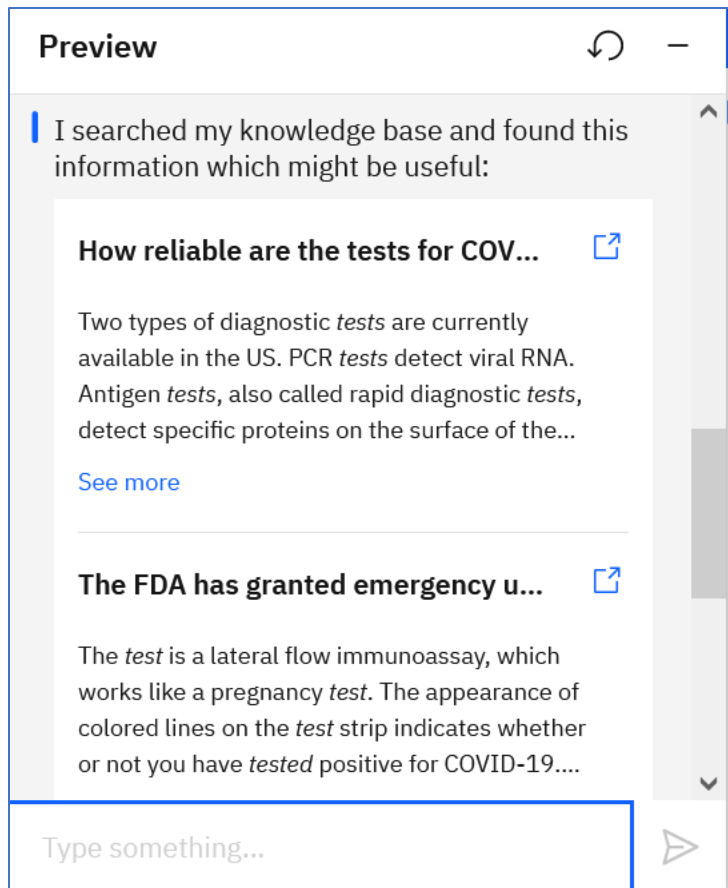 Preview
I searched my knowledge base and found this
information which might be useful:
How reliable are the tests for COV...
Two types of diagnostic tests are currently
available in the US. PCR tests detect viral RNA.
Antigen tests, also called rapid diagnostic tests,
detect specific proteins on the surface of the...
See more
The FDA has granted emergency u...
The test is a lateral flow immunoassay, which
works like a pregnancy test. The appearance of
colored lines on the test strip indicates whether
or not you have tested positive for COVID-19....
Type something...